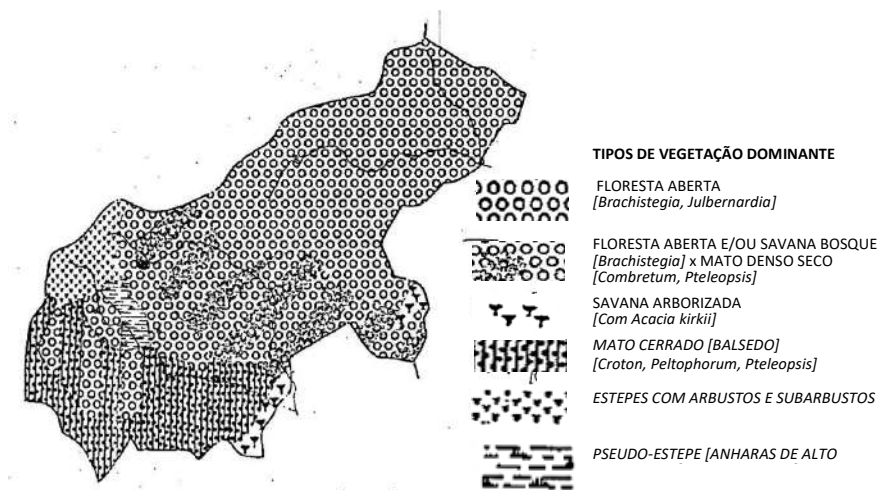 TIPOS DE VEGETAÇÃO DOMINANTE
FLORESTA ABERTA
[Brachistegia, Julbernardia]
FLORESTA ABERTA E/OU SAVANA BOSQUE
[Brachistegia] x MATO DENSO SECO
[Combretum, Pteleopsis]
SAVANA ARBORIZADA
[Com Acacia kirkii]
MATO CERRADO [BALSEDO]
[Croton, Peltophorum, Pteleopsis]
ESTEPES COM ARBUSTOS E SUBARBUSTOS
PSEUDO-ESTEPE [ANHARAS DE ALTO